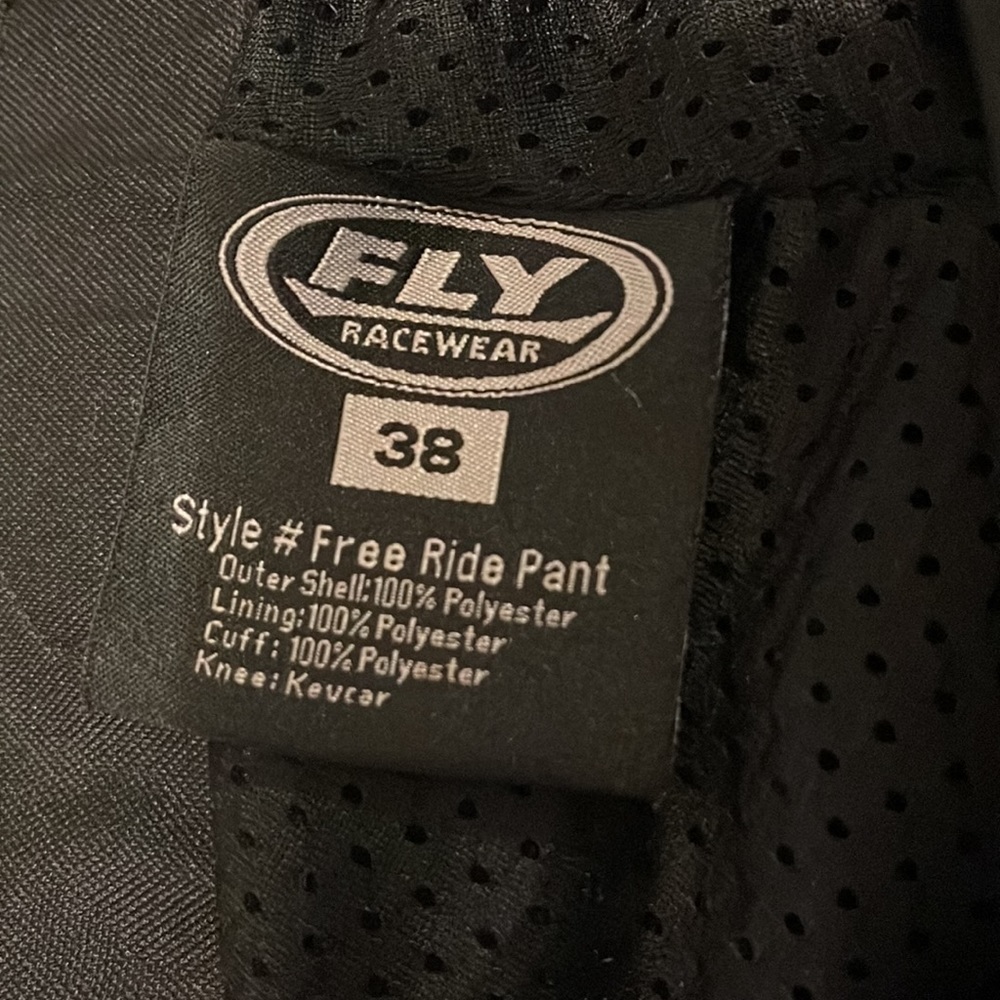 FLY
RACEWEAR
38
Style # Free Ride Pant
Outer Shell:100% Polyester
Lining:100% Polyester
Cuff: 100% Polyester
Knee: Kevcar